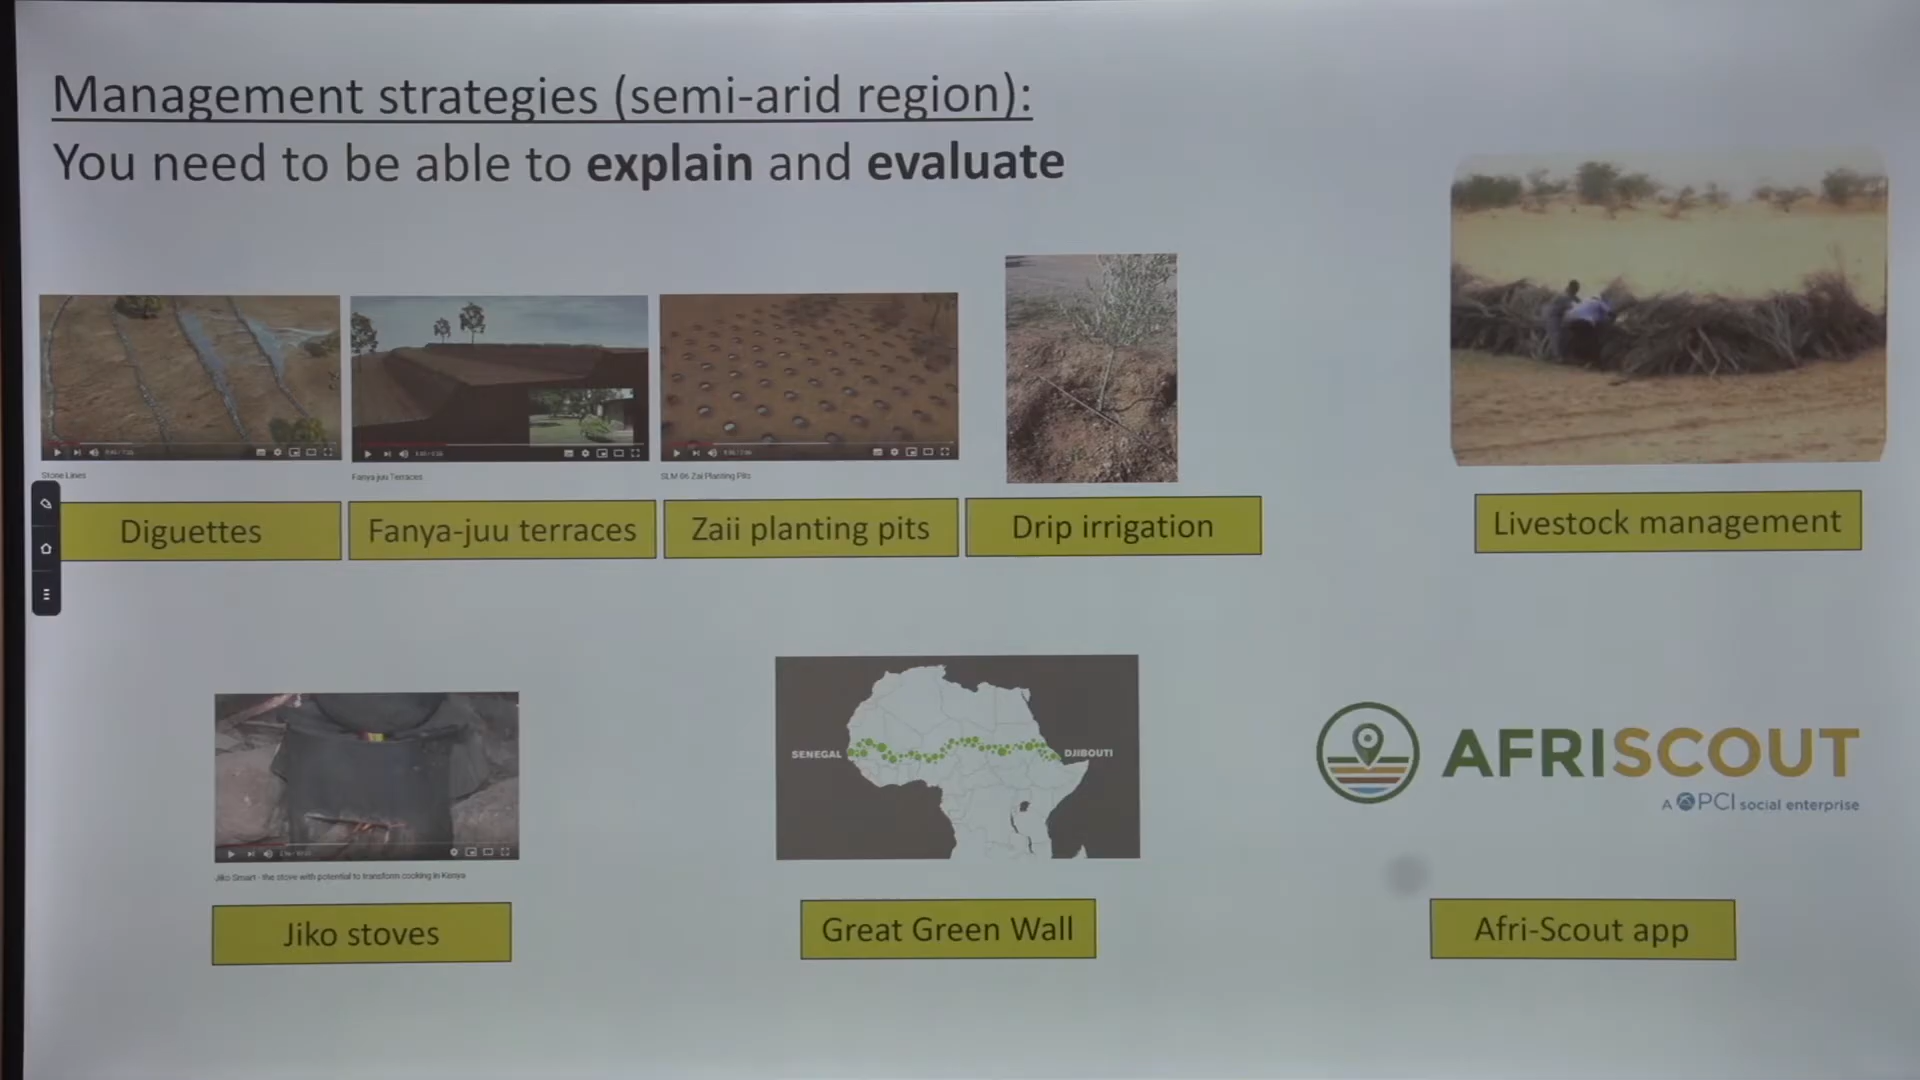 Management strategies (semi-arid region):
You need to be able to explain and evaluate
Stone Lines
Fanya juu Terraces
SLM 06 Zai Planting Pits
Diguettes
Fanya-juu terraces
Zaii planting pits
Drip irrigation
Livestock management
SENEGAL
DJIBOUTI
AFRISCOUT
A PCI social enterprise
Jiko Smart - the stove with potential to transform cooking in Kenya
Jiko stoves
Great Green Wall
Afri-Scout app